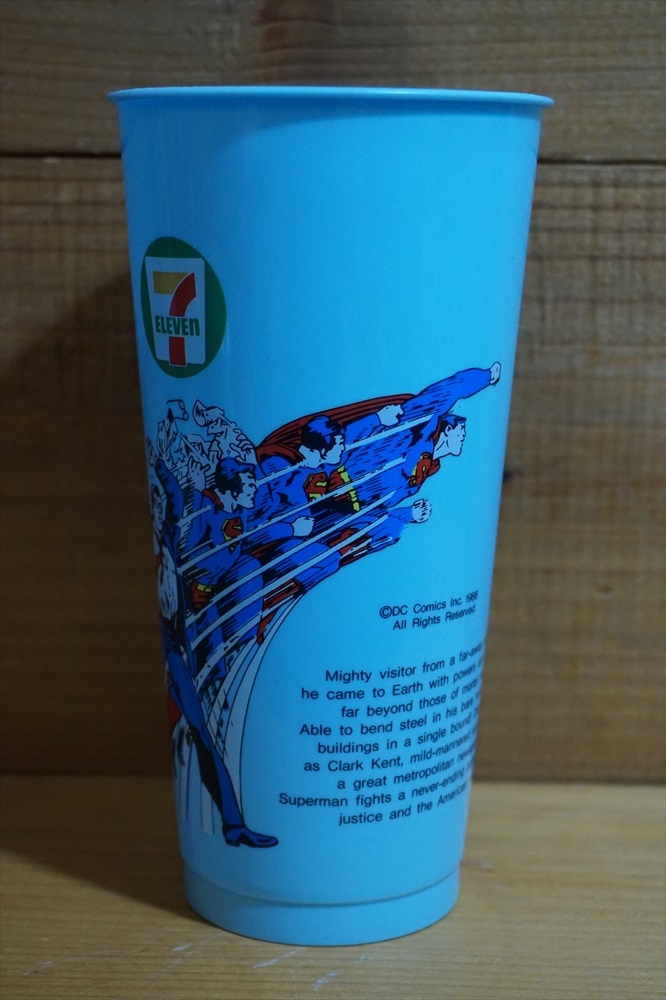 7
ELEVEN
©DC Comics Inc. 1988
All Rights Reserved
Mighty visitor from a far-away
he came to Earth with powers
far beyond those of
Able to bend steel in his bare
buildings in a single bound!
as Clark Kent, mild-mannered
a great metropolitan
Superman fights a never-ending
justice and the American